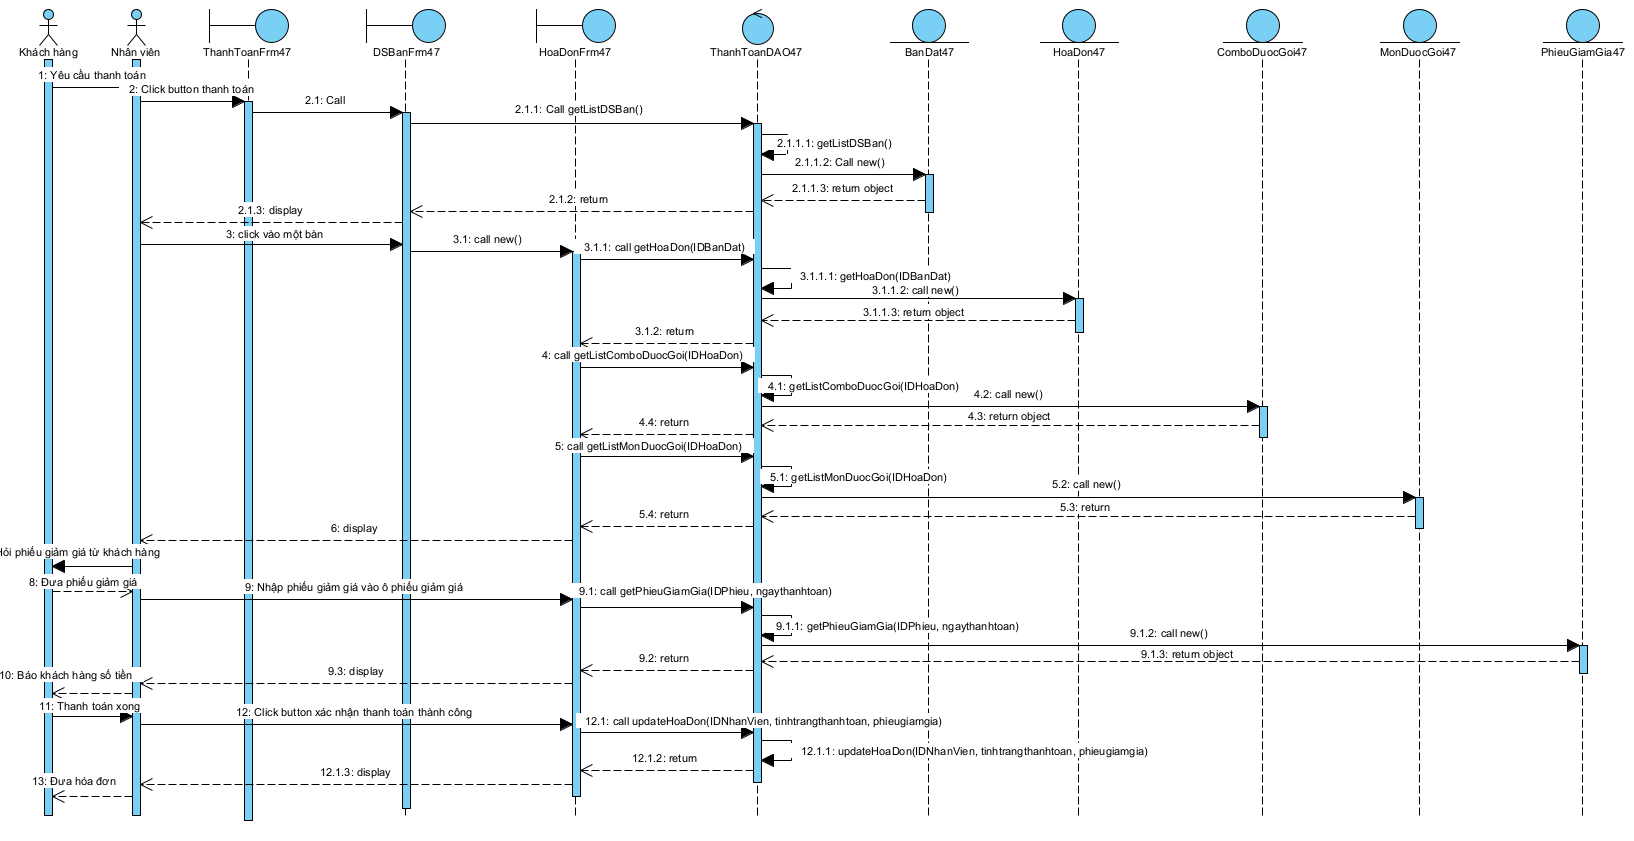 Khách hàng
Nhân viên
ThanhToanFrm47
DSBanFrm47
HoaDonFrm47
ThanhToanDAO47
BanDat47
HoaDon47
ComboDuocGoi47
MonDuocGoi47
PhieuGiamGia47
1: Yêu cầu thanh toán
2: Click button thanh toán
2.1: Call
2.1.1: Call getListDSBan()
2.1.1.1: getListDSBan()
2.1.1.2: Call new()
2.1.1.3: return object
2.1.2: return
2.1.3: display
3: click vào một bàn
3.1: call new()
3.1.1: call getHoaDon(IDBanDat)
3.1.1.1: getHoaDon(IDBanDat)
3.1.1.2: call new()
3.1.1.3: return object
3.1.2: return
4: call getListComboDuocGoi(IDHoaDon)
4.1: getListComboDuocGoi(IDHoaDon)
4.2: call new()
4.3: return object
4.4: return
5: call getListMonDuocGoi(IDHoaDon)
5.1: getListMonDuocGoi(IDHoaDon)
5.2: call new()
5.3: return
5.4: return
6: display
Hỏi phiếu giảm giá từ khách hàng
8: Đưa phiếu giảm giá
9: Nhập phiếu giảm giá vào ô phiếu giảm giá
9.1: call getPhieuGiamGia(IDPhieu, ngaythanhtoan)
9.1.1: getPhieuGiamGia(IDPhieu, ngaythanhtoan)
9.1.2: call new()
9.1.3: return object
9.2: return
9.3: display
10: Báo khách hàng số tiền
11: Thanh toán xong
12: Click button xác nhận thanh toán thành công
12.1: call updateHoaDon(IDNhanVien, tinhtrangthanhtoan, phieugiamgia)
12.1.1: updateHoaDon(IDNhanVien, tinhtrangthanhtoan, phieugiamgia)
12.1.2: return
12.1.3: display
13: Đưa hóa đơn